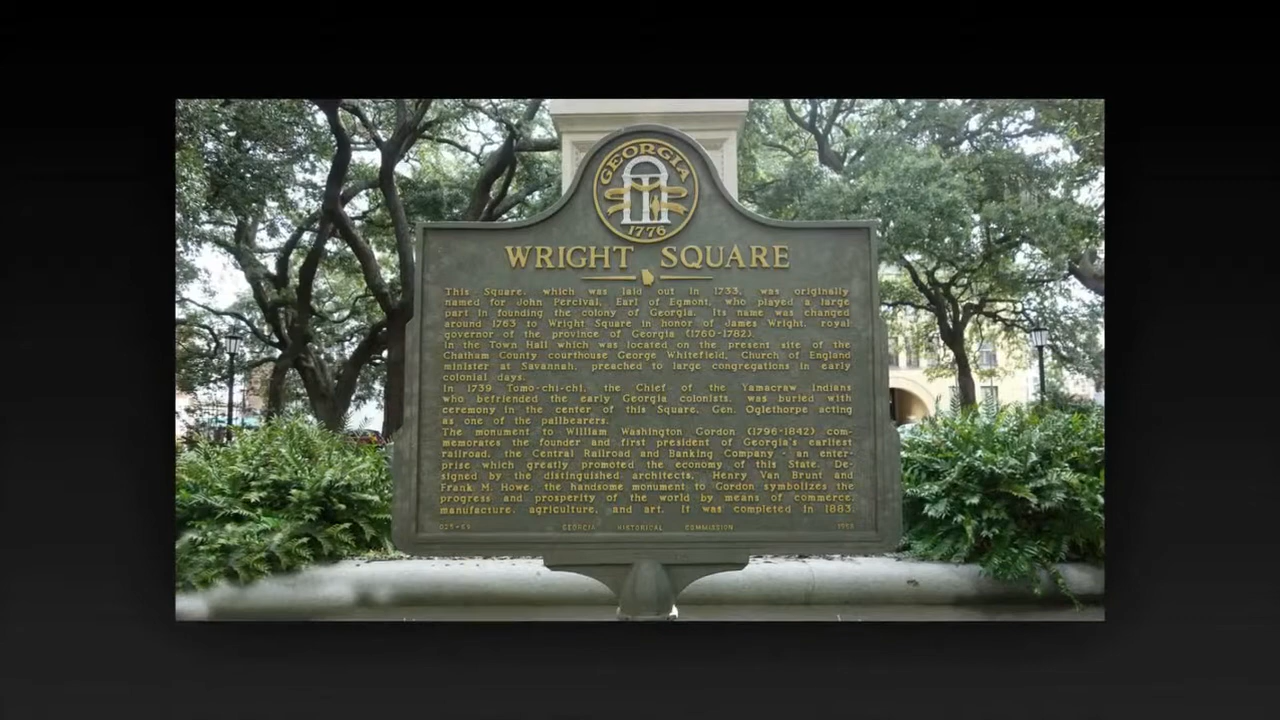 GEORGIA
1776
WRIGHT SQUARE
This Square, which was laid out in 1733, was originally
named for John Percival, Earl of Egmont, who played a large
part in founding the colony of Georgia. Its name was changed
around 1763 to Wright Square in honor of James Wright, royal
governor of the province of Georgia (1760-1782).
In the Town Hall which was located on the present site of the
Chatham County courthouse George Whitefield, Church of England
minister at Savannah, preached to large congregations in early
colonial days.
In 1739 Tomo-chi-chi, the Chief of the Yamacraw Indians
who befriended the early Georgia colonists, was buried with
ceremony in the center of this Square, Gen. Oglethorpe acting
as one of the pallbearers.
The monument to William Washington Gordon (1796-1842) com-
memorates the founder and first president of Georgia's earliest
railroad, the Central Railroad and Banking Company - an enter-
prise which greatly promoted the economy of this State. De-
signed by the distinguished architects, Henry Van Brunt and
Frank M. Howe, the handsome monument to Gordon symbolizes the
progress and prosperity of the world by means of commerce,
manufacture, agriculture, and art. It was completed in 1883.
GEORGIA HISTORICAL COMMISSION